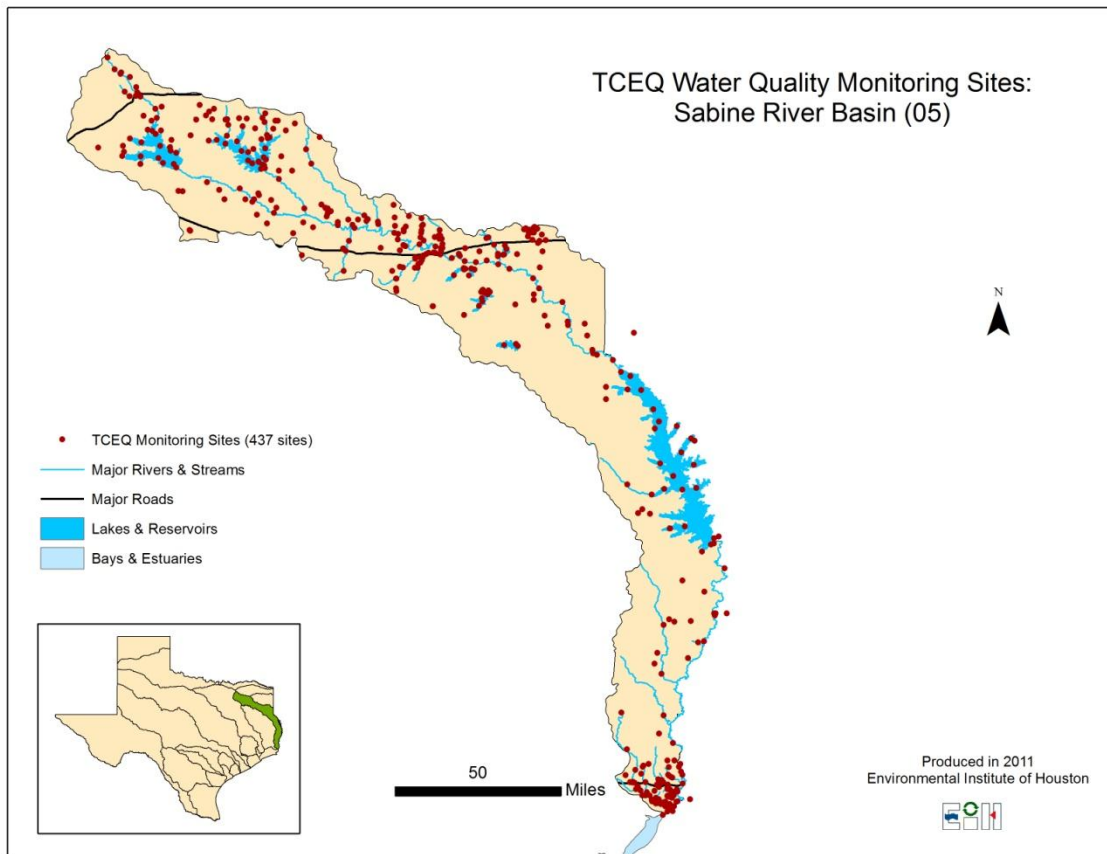 TCEQ Water Quality Monitoring Sites:
Sabine River Basin (05)
N
TCEQ Monitoring Sites (437 sites)
Major Rivers & Streams
Major Roads
Lakes & Reservoirs
Bays & Estuaries
50
Miles
Produced in 2011
Environmental Institute of Houston
EIH